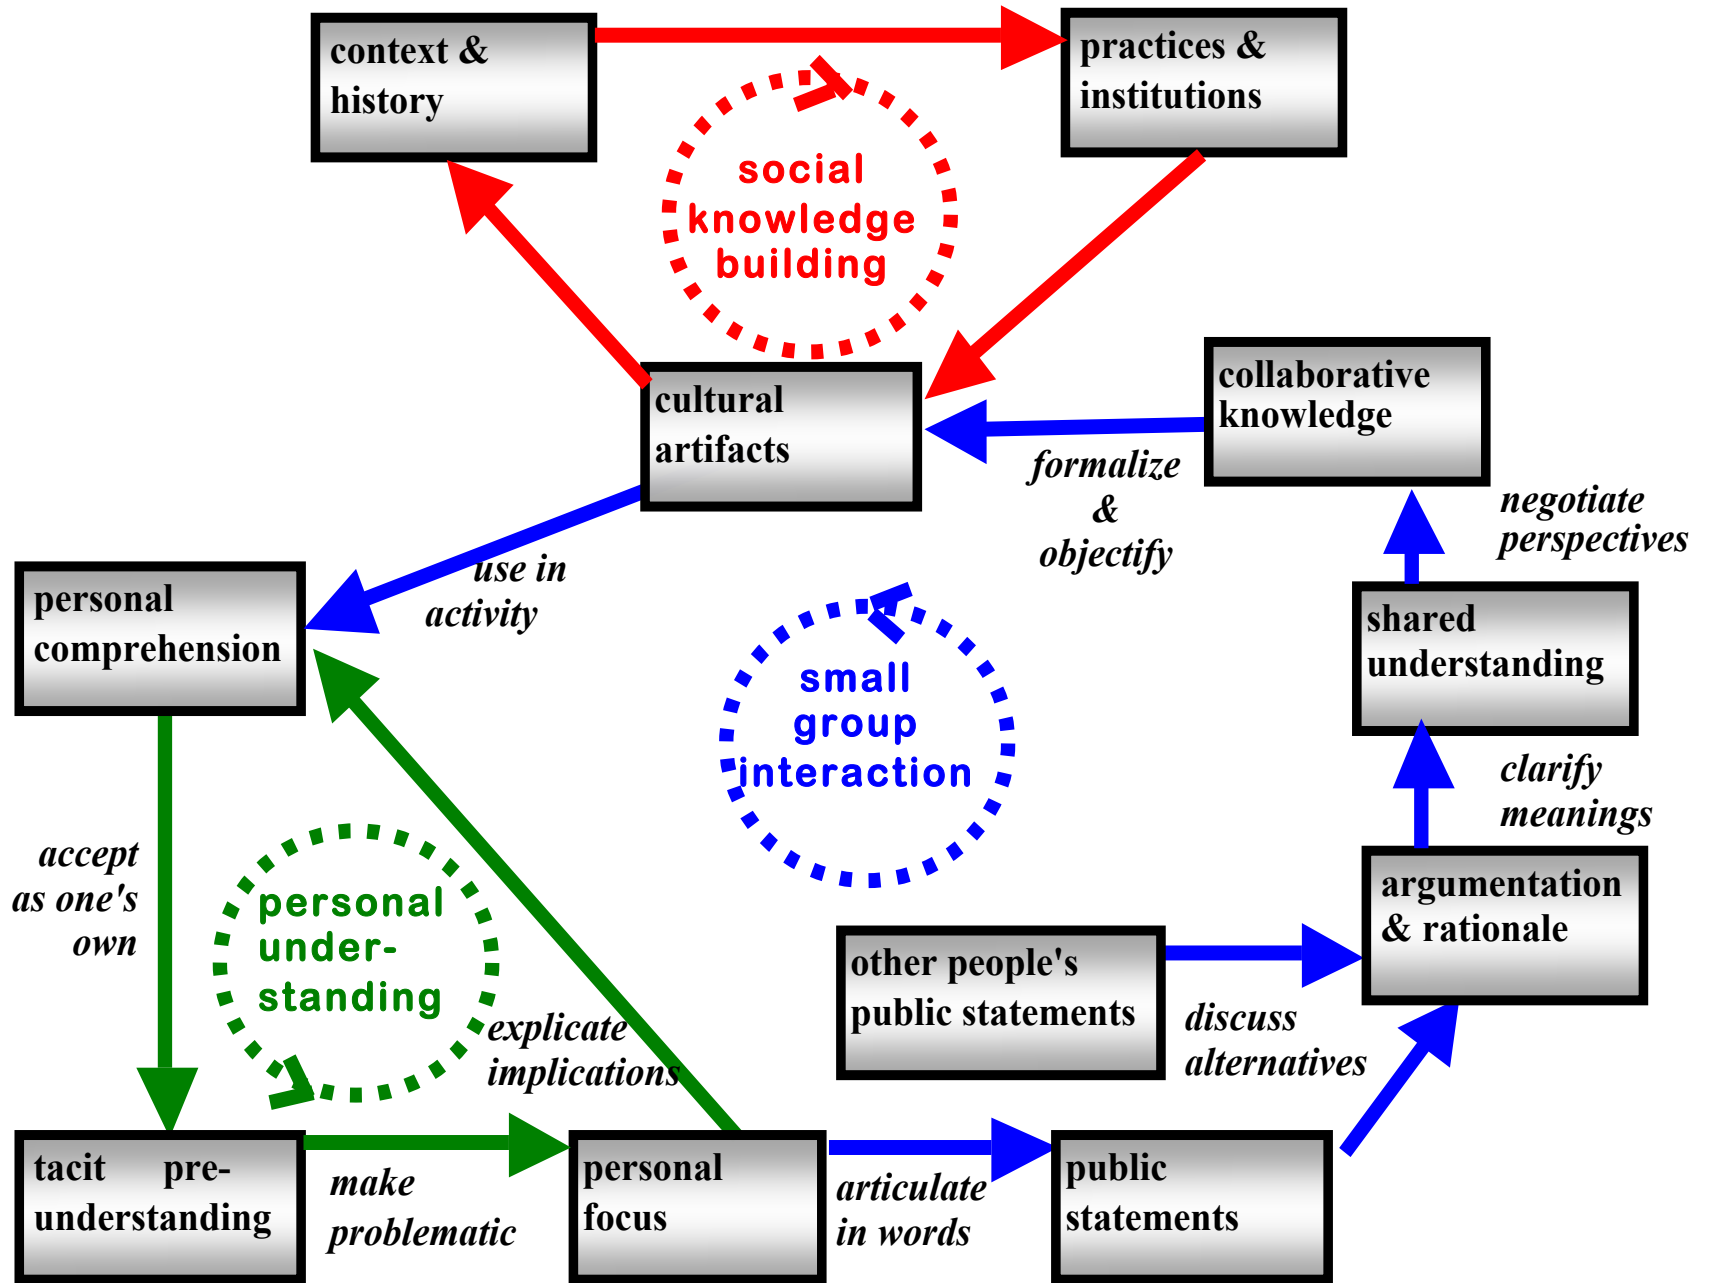 context &
history
practices &
institutions
social
knowledge
building
cultural
artifacts
collaborative
knowledge
formalize
&
objectify
negotiate
perspectives
use in
activity
personal
comprehension
shared
understanding
small
group
interaction
clarify
meanings
accept
as one's
own
personal
under-
standing
explicate
implications
argumentation
& rationale
other people's
public statements
discuss
alternatives
tacit pre-
understanding
make
problematic
personal
focus
articulate
in words
public
statements